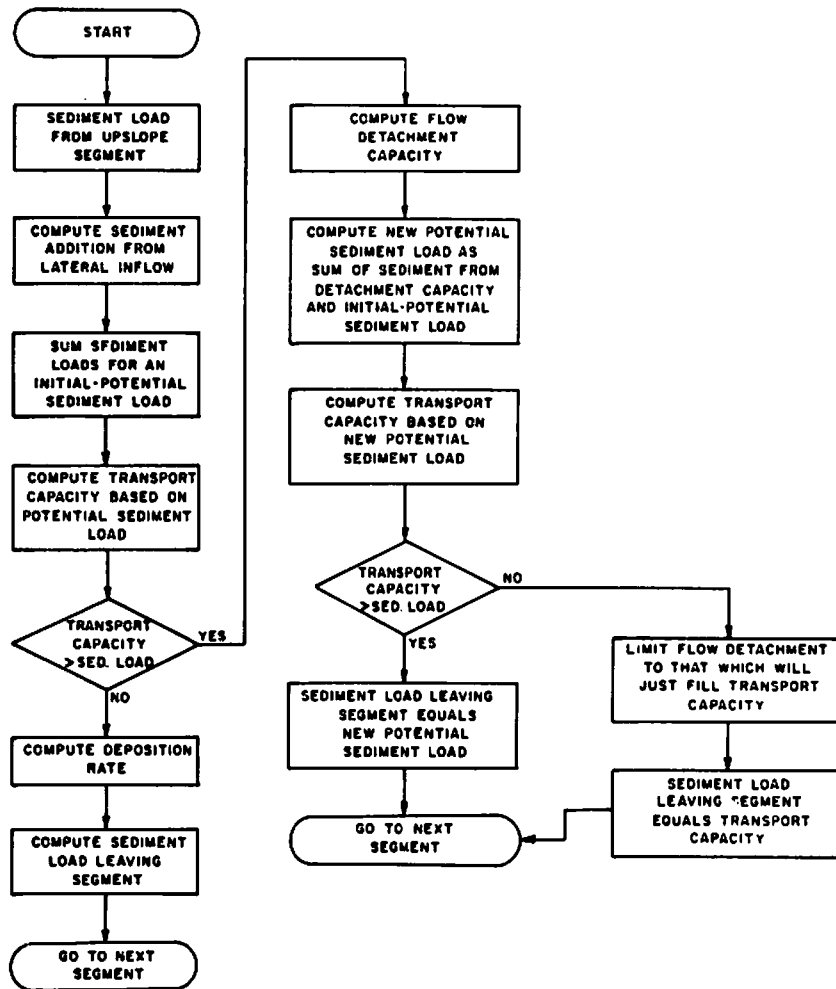 START
SEDIMENT LOAD
FROM UPSLOPE
SEGMENT
COMPUTE SEDIMENT
ADDITION FROM
LATERAL INFLOW
SUM SFDIMENT
LOADS FOR AN
INITIAL-POTENTIAL
SEDIMENT LOAD
COMPUTE TRANSPORT
CAPACITY BASED ON
POTENTIAL SEDIMENT
LOAD
TRANSPORT
CAPACITY
>SED. LOAD
YES
NO
COMPUTE DEPOSITION
RATE
COMPUTE SEDIMENT
LOAD LEAVING
SEGMENT
GO TO NEXT
SEGMENT
COMPUTE FLOW
DETACHMENT
CAPACITY
COMPUTE NEW POTENTIAL
SEDIMENT LOAD AS
SUM OF SEDIMENT FROM
DETACHMENT CAPACITY
AND INITIAL-POTENTIAL
SEDIMENT LOAD
COMPUTE TRANSPORT
CAPACITY BASED ON
NEW POTENTIAL
SEDIMENT LOAD
TRANSPORT
CAPACITY
>SED. LOAD
NO
YES
SEDIMENT LOAD LEAVING
SEGMENT EQUALS
NEW POTENTIAL
SEDIMENT LOAD
GO TO NEXT
SEGMENT
LIMIT FLOW DETACHMENT
TO THAT WHICH WILL
JUST FILL TRANSPORT
CAPACITY
SEDIMENT LOAD
LEAVING SEGMENT
EQUALS TRANSPORT
CAPACITY